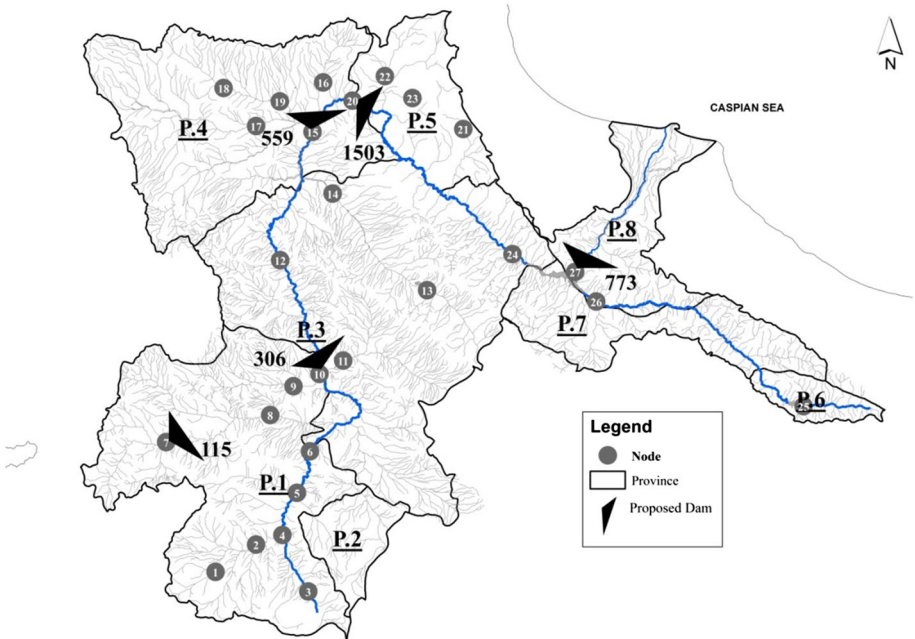 N
CASPIAN SEA
22
16
18
23
20
19
P.4
17
559
15
P.5
21
1503
14
P.8
24
12
27
773
13
26
P.7
P.3
306
11
10
9
P.6
25
8
7
115
6
P.1
5
4
P.2
2
1
3
Legend
Node
Province
Proposed Dam